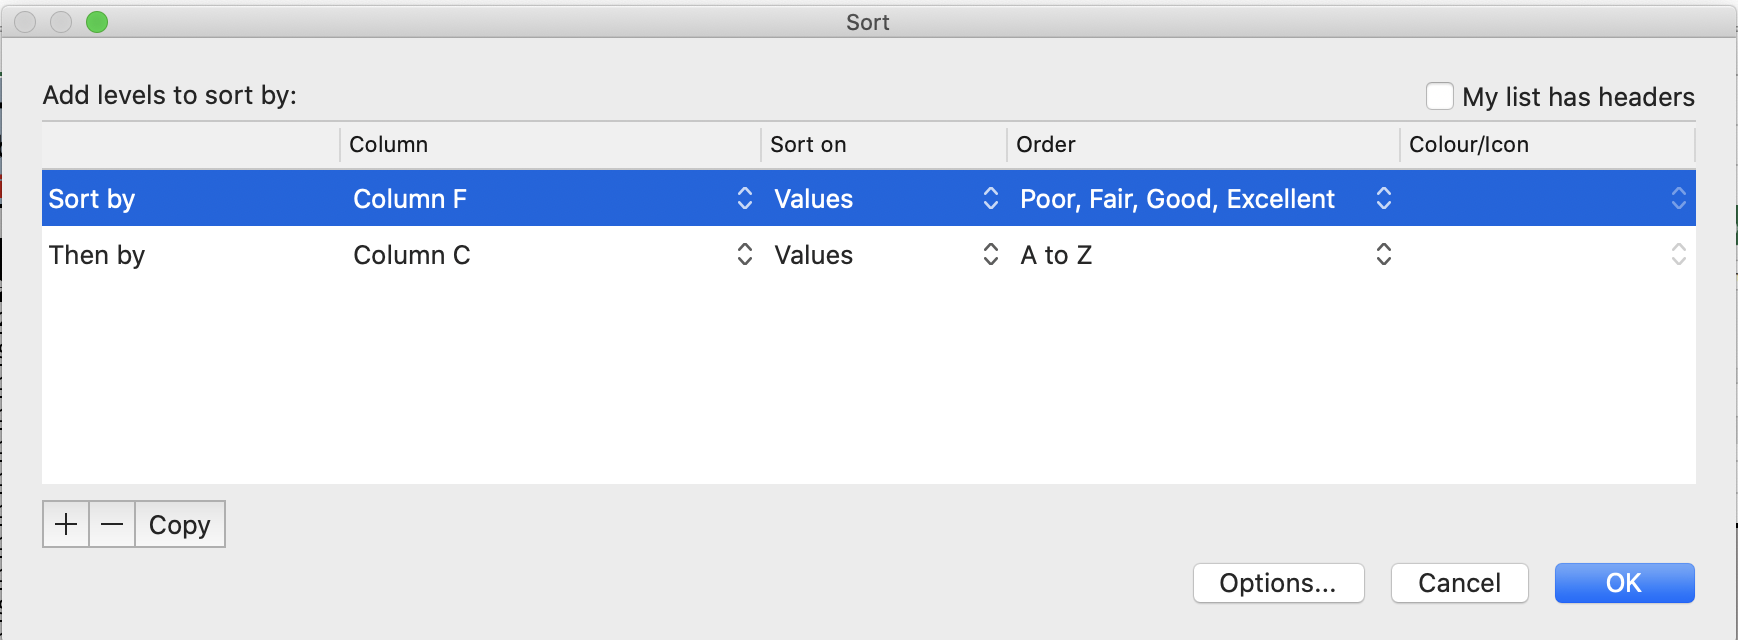 Sort
Add levels to sort by:
My list has headers
Column Sort on Order Colour/Icon
Sort by Column F Values Poor, Fair, Good, Excellent
Then by Column C Values A to Z
+ — Copy
Options... Cancel OK